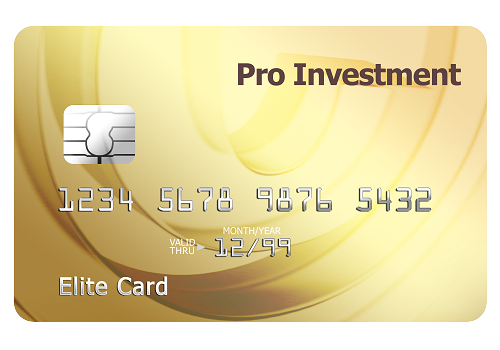 Pro Investment
1234 5678 9876 5432
MONTH/YEAR
VALID THRU 12/99
Elite Card